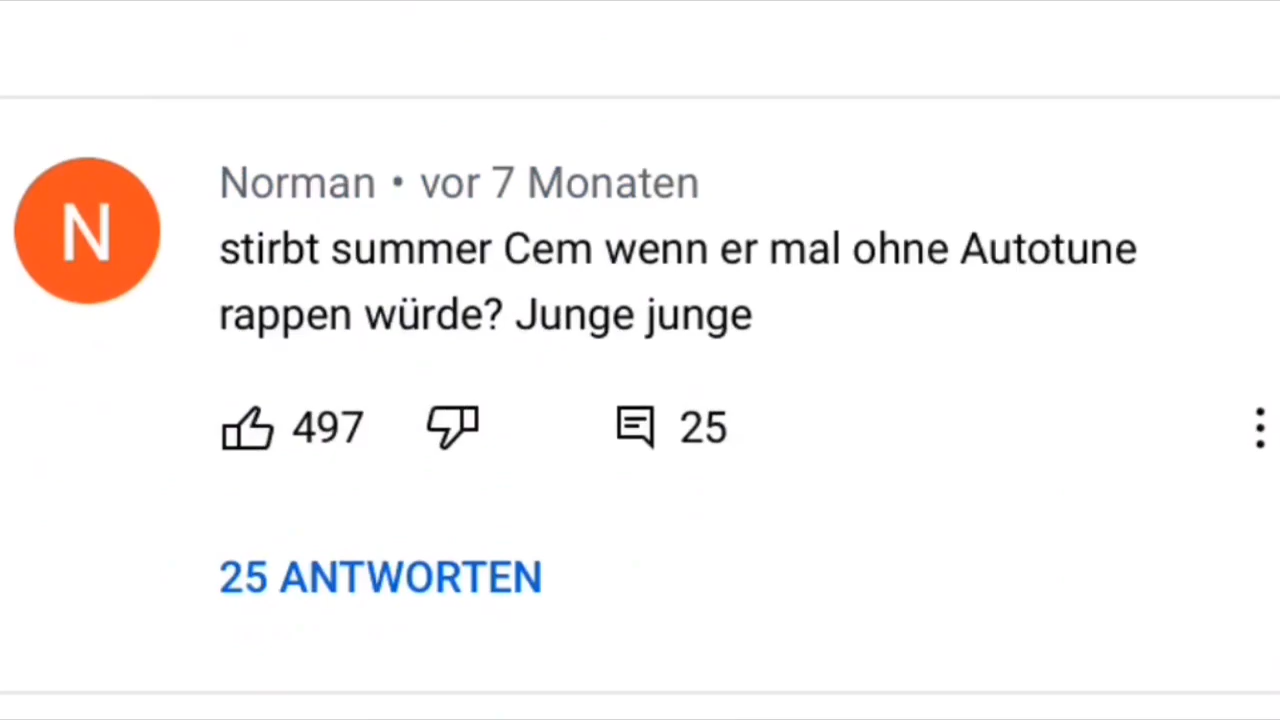 N
Norman • vor 7 Monaten
stirbt summer Cem wenn er mal ohne Autotune
rappen würde? Junge junge
497 25
25 ANTWORTEN